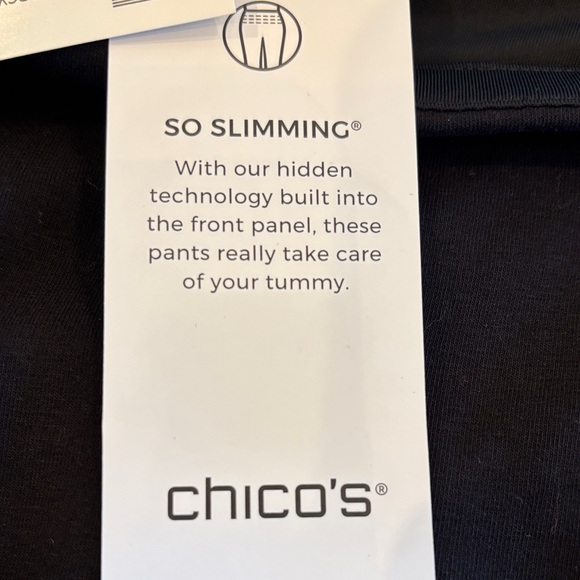 SO SLIMMING®
With our hidden
technology built into
the front panel, these
pants really take care
of your tummy.
chico's®